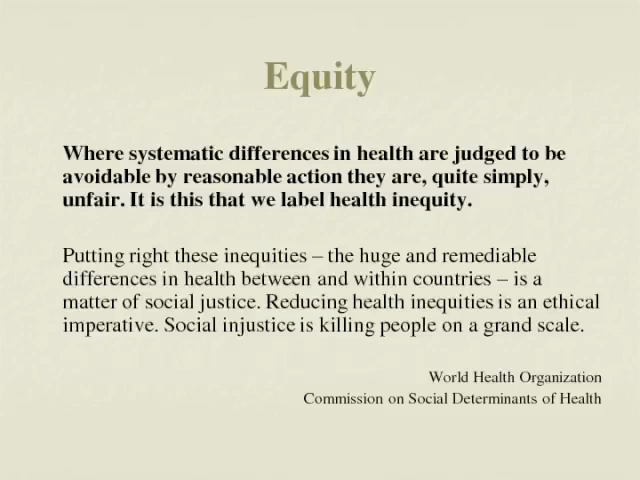 Equity
Where systematic differences in health are judged to be
avoidable by reasonable action they are, quite simply,
unfair. It is this that we label health inequity.
Putting right these inequities – the huge and remediable
differences in health between and within countries – is a
matter of social justice. Reducing health inequities is an ethical
imperative. Social injustice is killing people on a grand scale.
World Health Organization
Commission on Social Determinants of Health